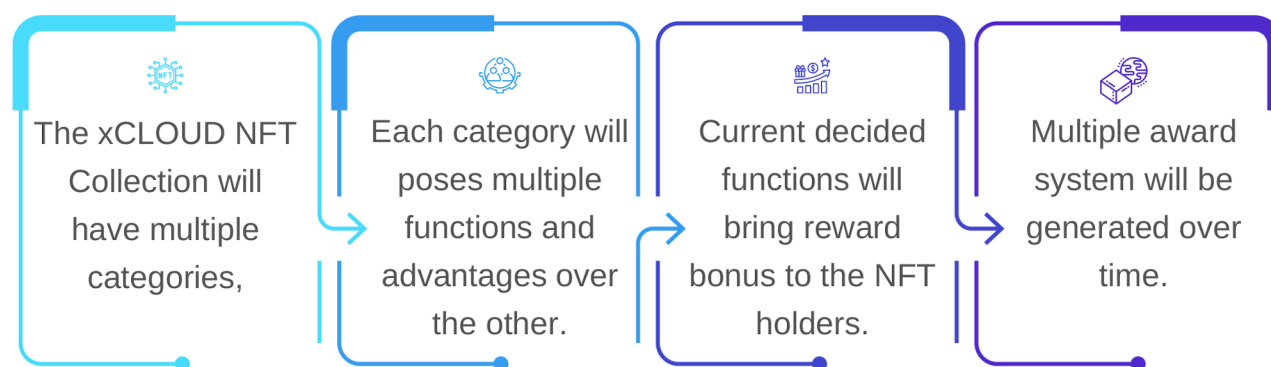 NFT
The xCLOUD NFT
Collection will
have multiple
categories,
Each category will
poses multiple
functions and
advantages over
the other.
Current decided
functions will
bring reward
bonus to the NFT
holders.
Multiple award
system will be
generated over
time.